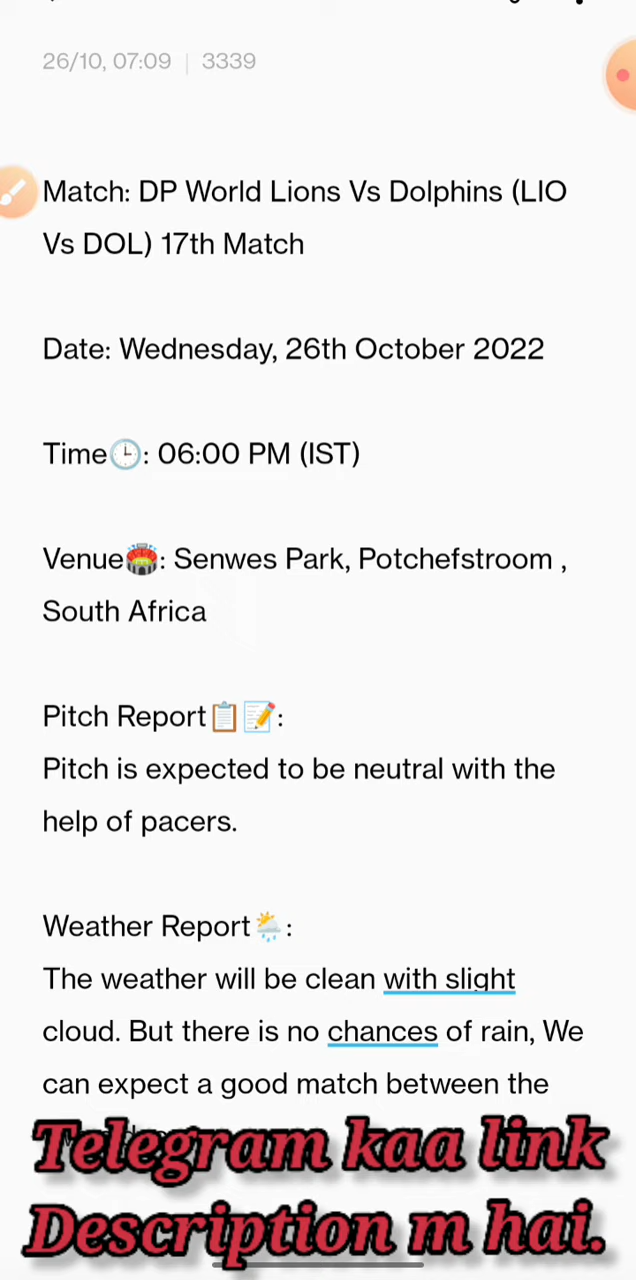 26/10, 07:09 | 3339
Match: DP World Lions Vs Dolphins (LIO
Vs DOL) 17th Match
Date: Wednesday, 26th October 2022
Time🕒: 06:00 PM (IST)
Venue🏟️: Senwes Park, Potchefstroom ,
South Africa
Pitch Report📋📝:
Pitch is expected to be neutral with the
help of pacers.
Weather Report🌦️:
The weather will be clean with slight
cloud. But there is no chances of rain, We
can expect a good match between the
Telegram kaa link
Description m hai.